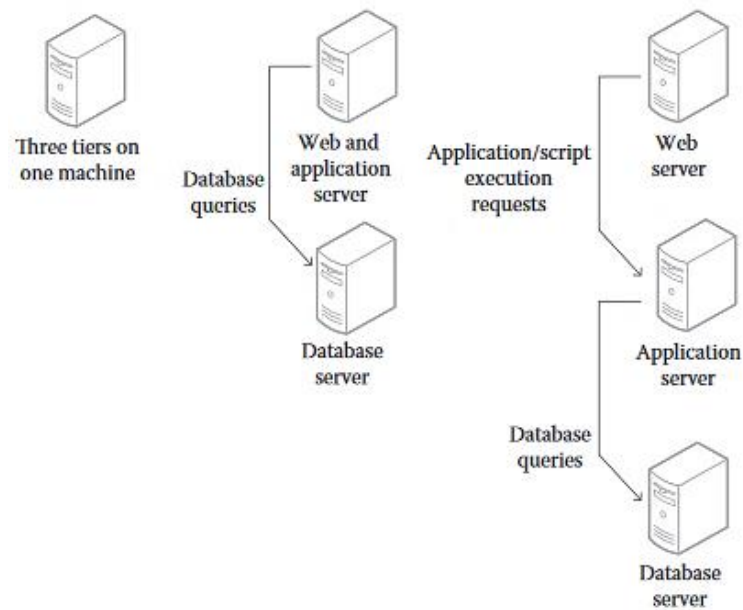 Three tiers on
one machine
Web and
application
server
Database
queries
Database
server
Web
server
Application/script
execution
requests
Application
server
Database
queries
Database
server